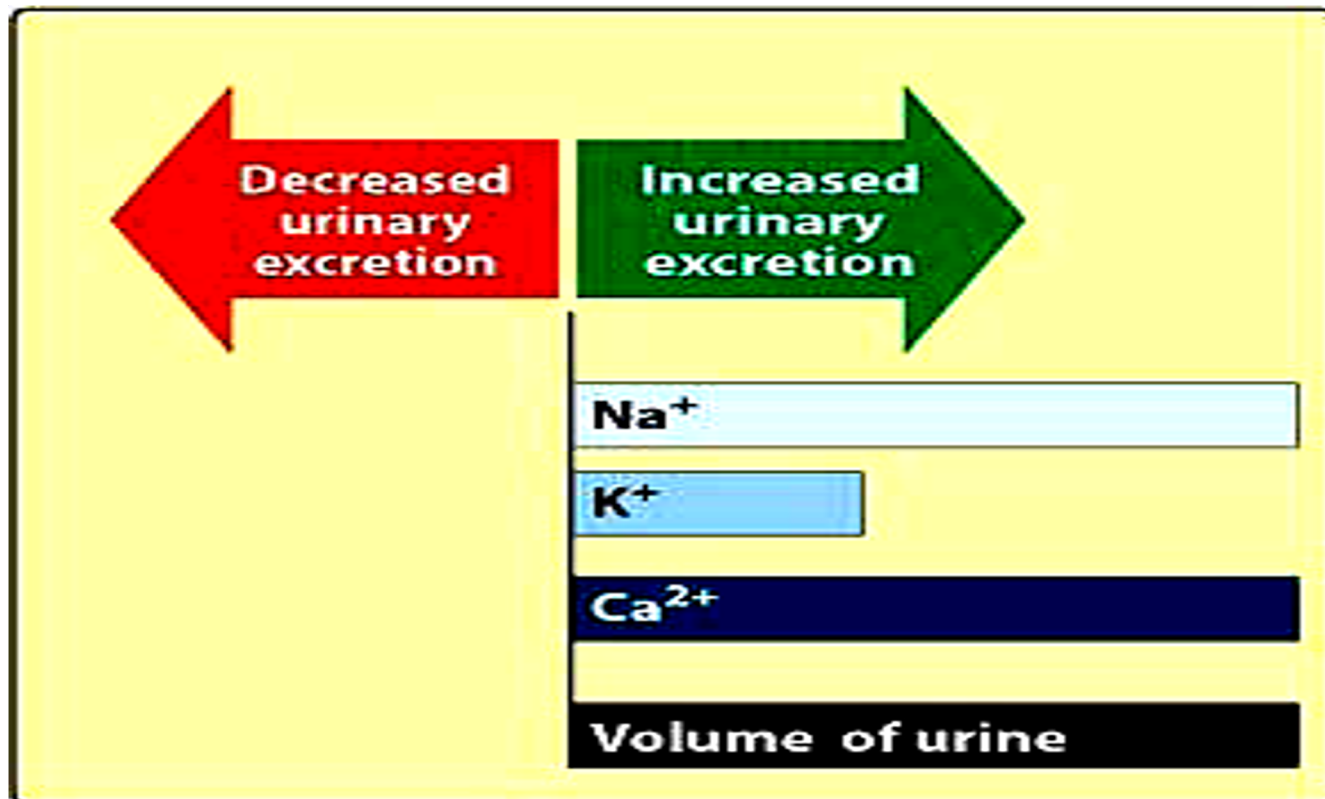 Decreased
urinary
excretion
Increased
urinary
excretion
Na⁺
K⁺
Ca²⁺
Volume of urine